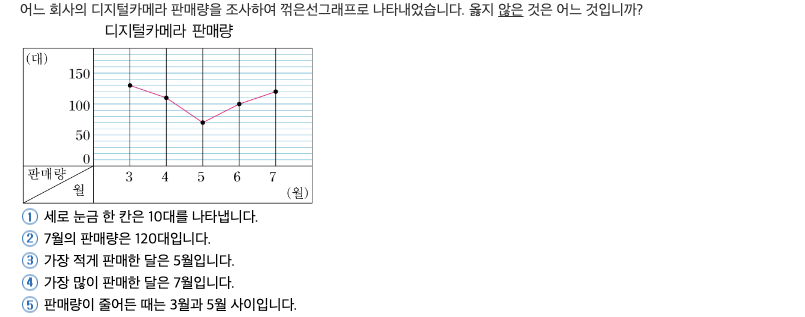 어느 회사의 디지털카메라 판매량을 조사하여 꺾은선그래프로 나타내었습니다. 옳지 않은 것은 어느 것입니까?
디지털카메라 판매량
(대)
150
100
50
0
판매량
월
3 4 5 6 7
(월)
① 세로 눈금 한 칸은 10대를 나타냅니다.
② 7월의 판매량은 120대입니다.
③ 가장 적게 판매한 달은 5월입니다.
④ 가장 많이 판매한 달은 7월입니다.
⑤ 판매량이 줄어든 때는 3월과 5월 사이입니다.